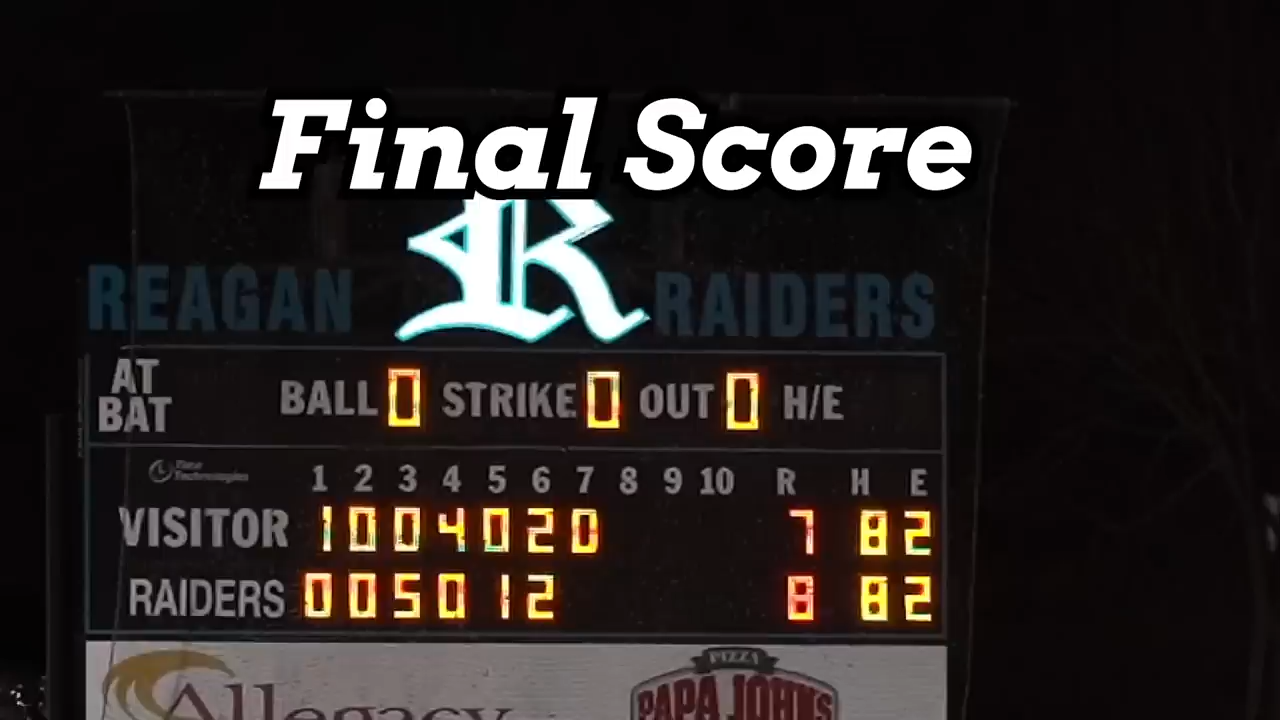 Final Score
R
REAGAN RAIDERS
AT BAT BALL 0 STRIKE 0 OUT 0 H/E
1 2 3 4 5 6 7 8 9 10 R H E
VISITOR 1 0 0 4 0 2 0 7 8 2
RAIDERS 0 0 5 0 1 2 8 8 2
Allegacy
PIZZA
PAPA JOHNS